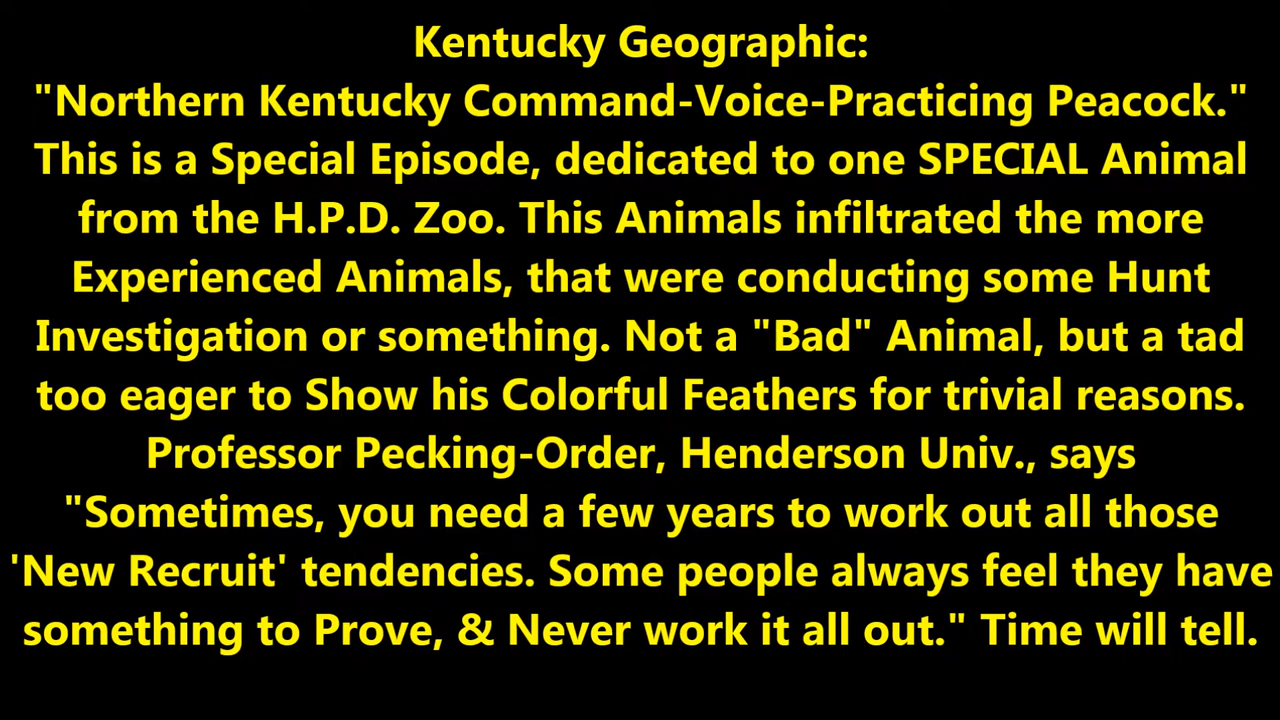 Kentucky Geographic:
"Northern Kentucky Command-Voice-Practicing Peacock."
This is a Special Episode, dedicated to one SPECIAL Animal
from the H.P.D. Zoo. This Animals infiltrated the more
Experienced Animals, that were conducting some Hunt
Investigation or something. Not a "Bad" Animal, but a tad
too eager to Show his Colorful Feathers for trivial reasons.
Professor Pecking-Order, Henderson Univ., says
"Sometimes, you need a few years to work out all those
'New Recruit' tendencies. Some people always feel they have
something to Prove, & Never work it all out." Time will tell.